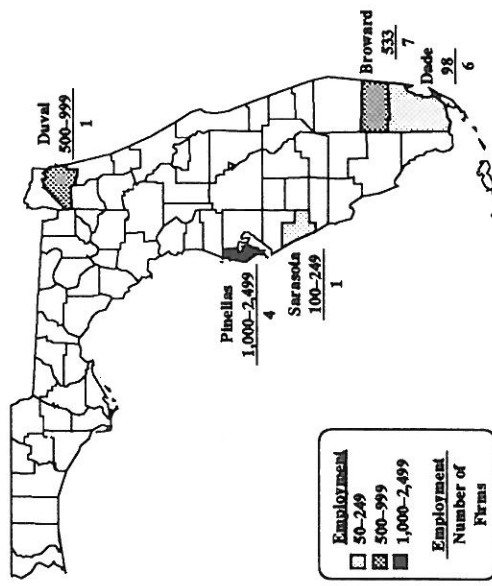 Duval
500–999
1
Pinellas
1,000–2,499
4
Sarasota
100–249
1
Broward
533
7
Dade
98
6
Employment
50–249
500–999
1,000–2,499
Employment
Number of
Firms